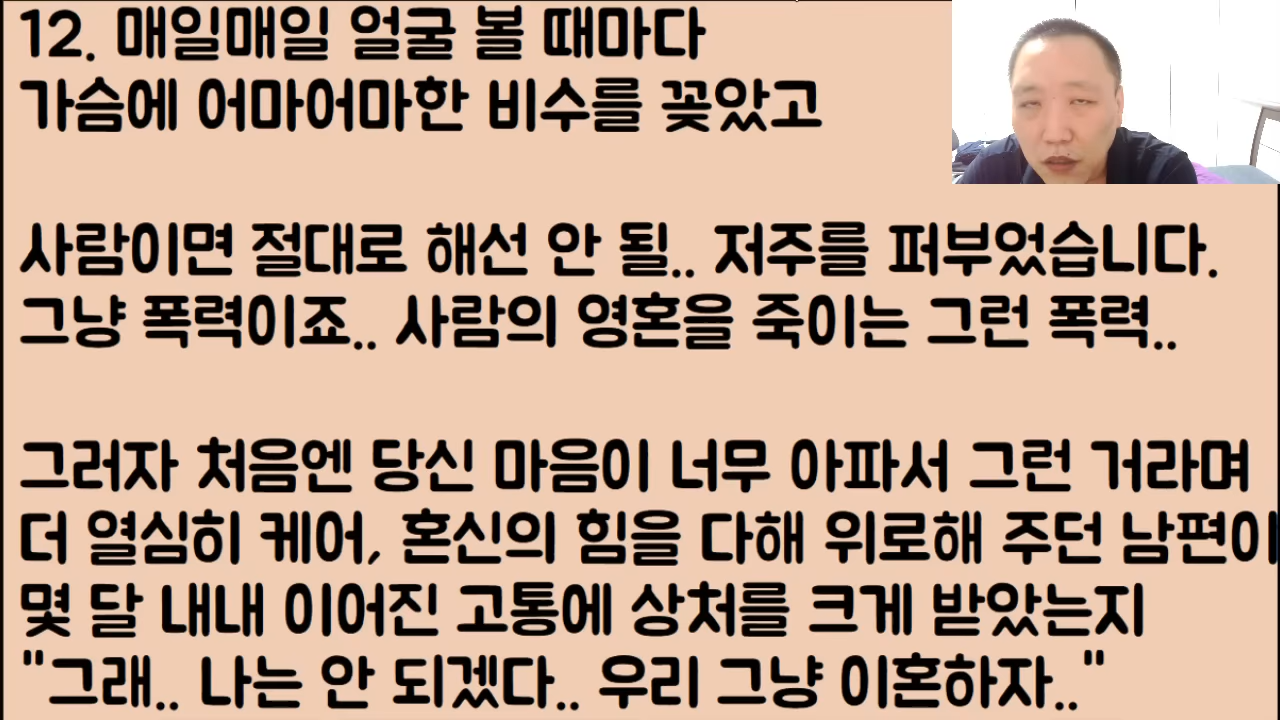 12. 매일매일 얼굴 볼 때마다
가슴에 어마어마한 비수를 꽂았고
사람이면 절대로 해선 안 될.. 저주를 퍼부었습니다.
그냥 폭력이죠.. 사람의 영혼을 죽이는 그런 폭력..
그러자 처음엔 당신 마음이 너무 아파서 그런 거라며
더 열심히 케어, 혼신의 힘을 다해 위로해 주던 남편이
몇 달 내내 이어진 고통에 상처를 크게 받았는지
"그래.. 나는 안 되겠다.. 우리 그냥 이혼하자.."